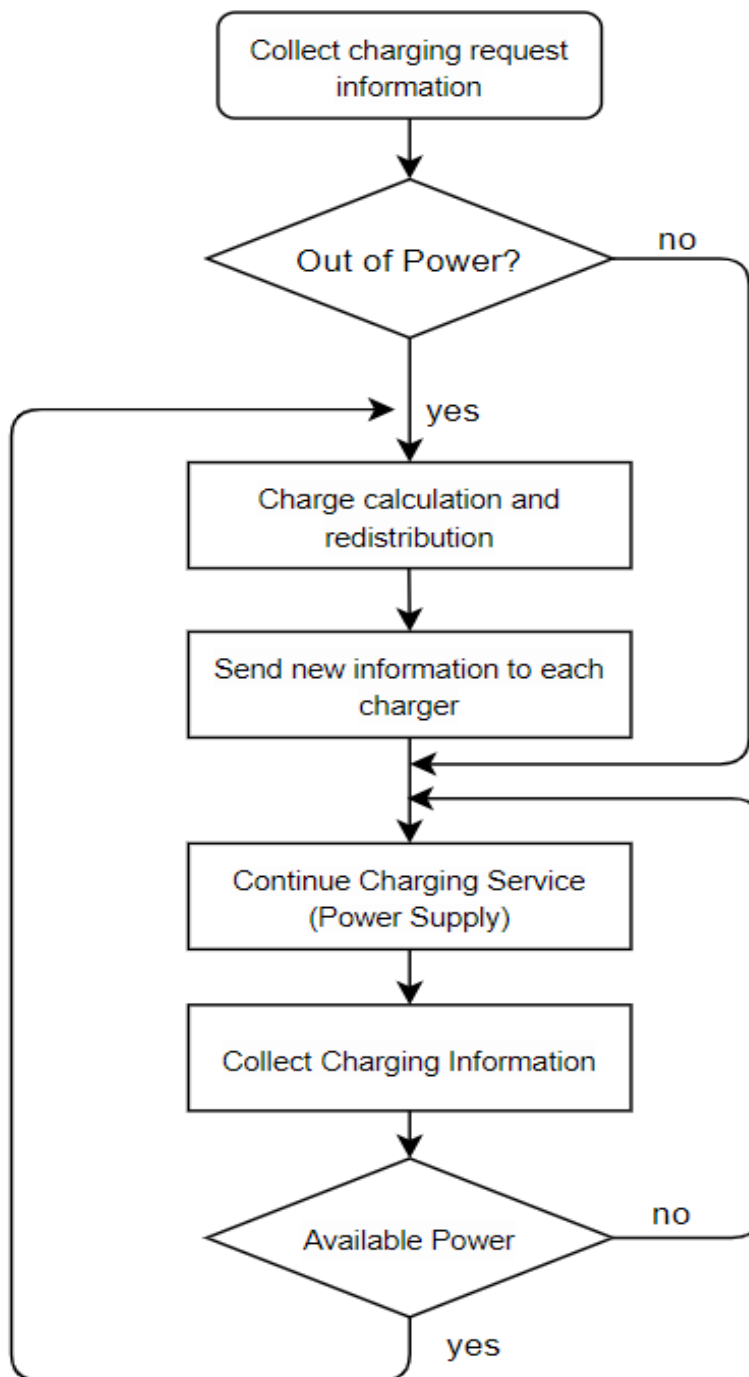 Collect charging request
information
no
Out of Power?
yes
Charge calculation and
redistribution
Send new information to each
charger
Continue Charging Service
(Power Supply)
Collect Charging Information
no
Available Power
yes